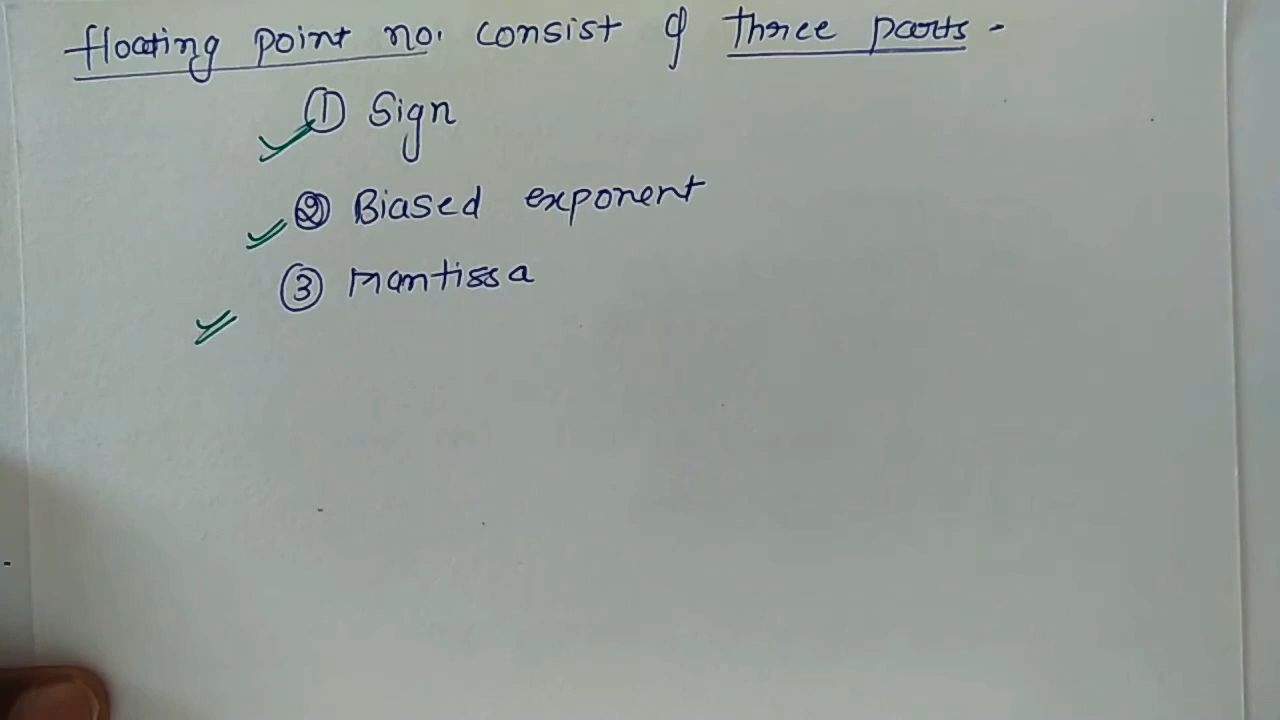 floating point no. consist of three parts -
① Sign
② Biased exponent
③ Mantissa